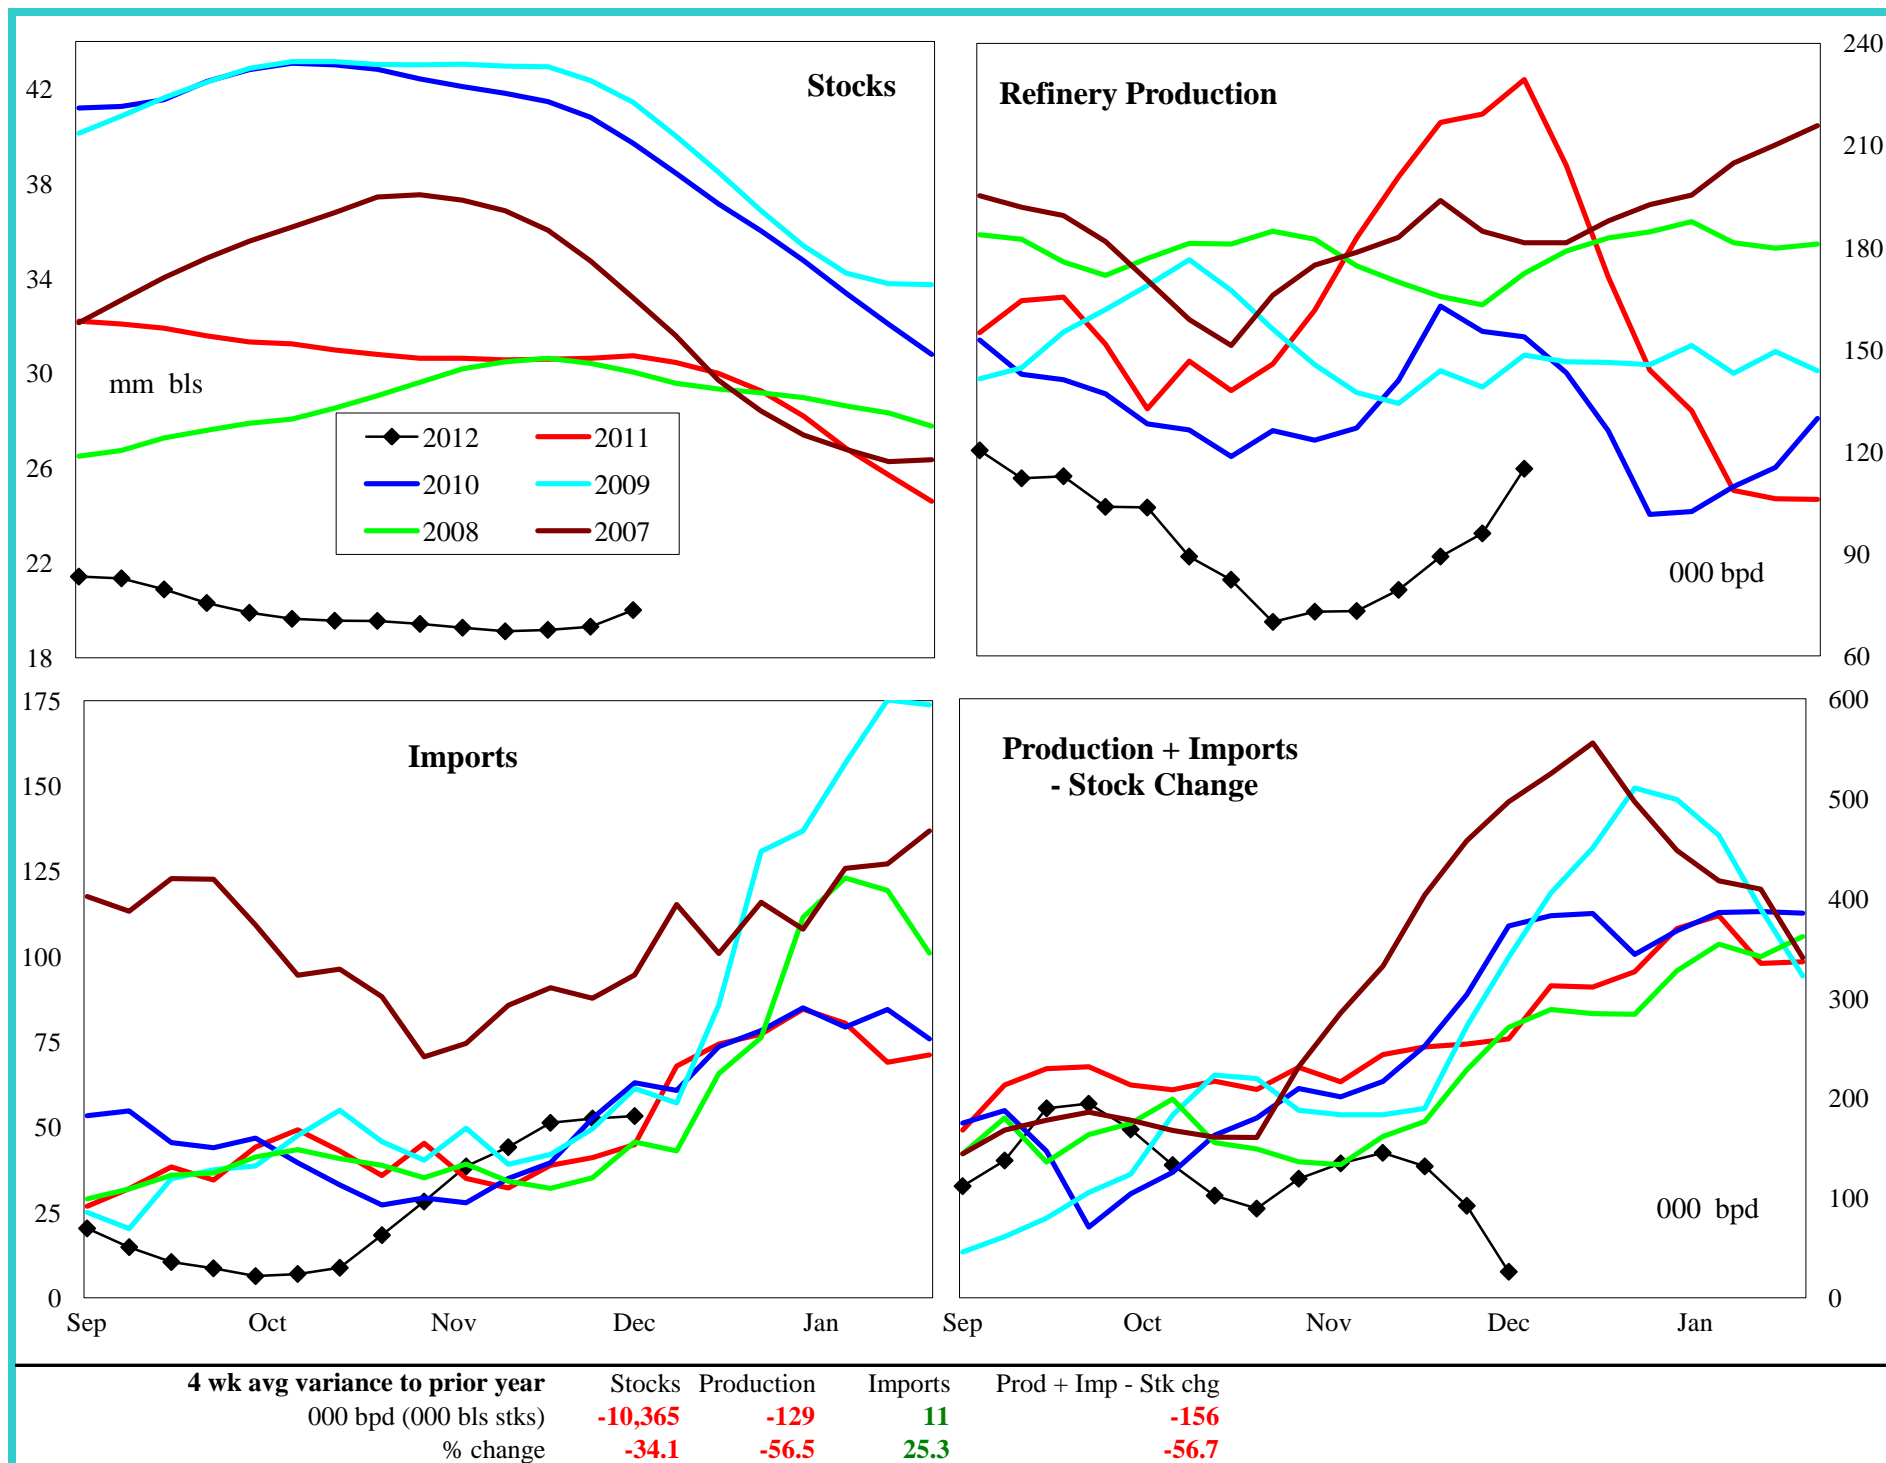 Stocks
42
38
34
30
26
22
18
mm bls
2012 2011
2010 2009
2008 2007
Refinery Production
240
210
180
150
120
90
60
000 bpd
Imports
175
150
125
100
75
50
25
0
Sep Oct Nov Dec Jan
Production + Imports
- Stock Change
600
500
400
300
200
100
0
000 bpd
Sep Oct Nov Dec Jan
4 wk avg variance to prior year Stocks Production Imports Prod + Imp - Stk chg
000 bpd (000 bls stks) -10,365 -129 11 -156
% change -34.1 -56.5 25.3 -56.7